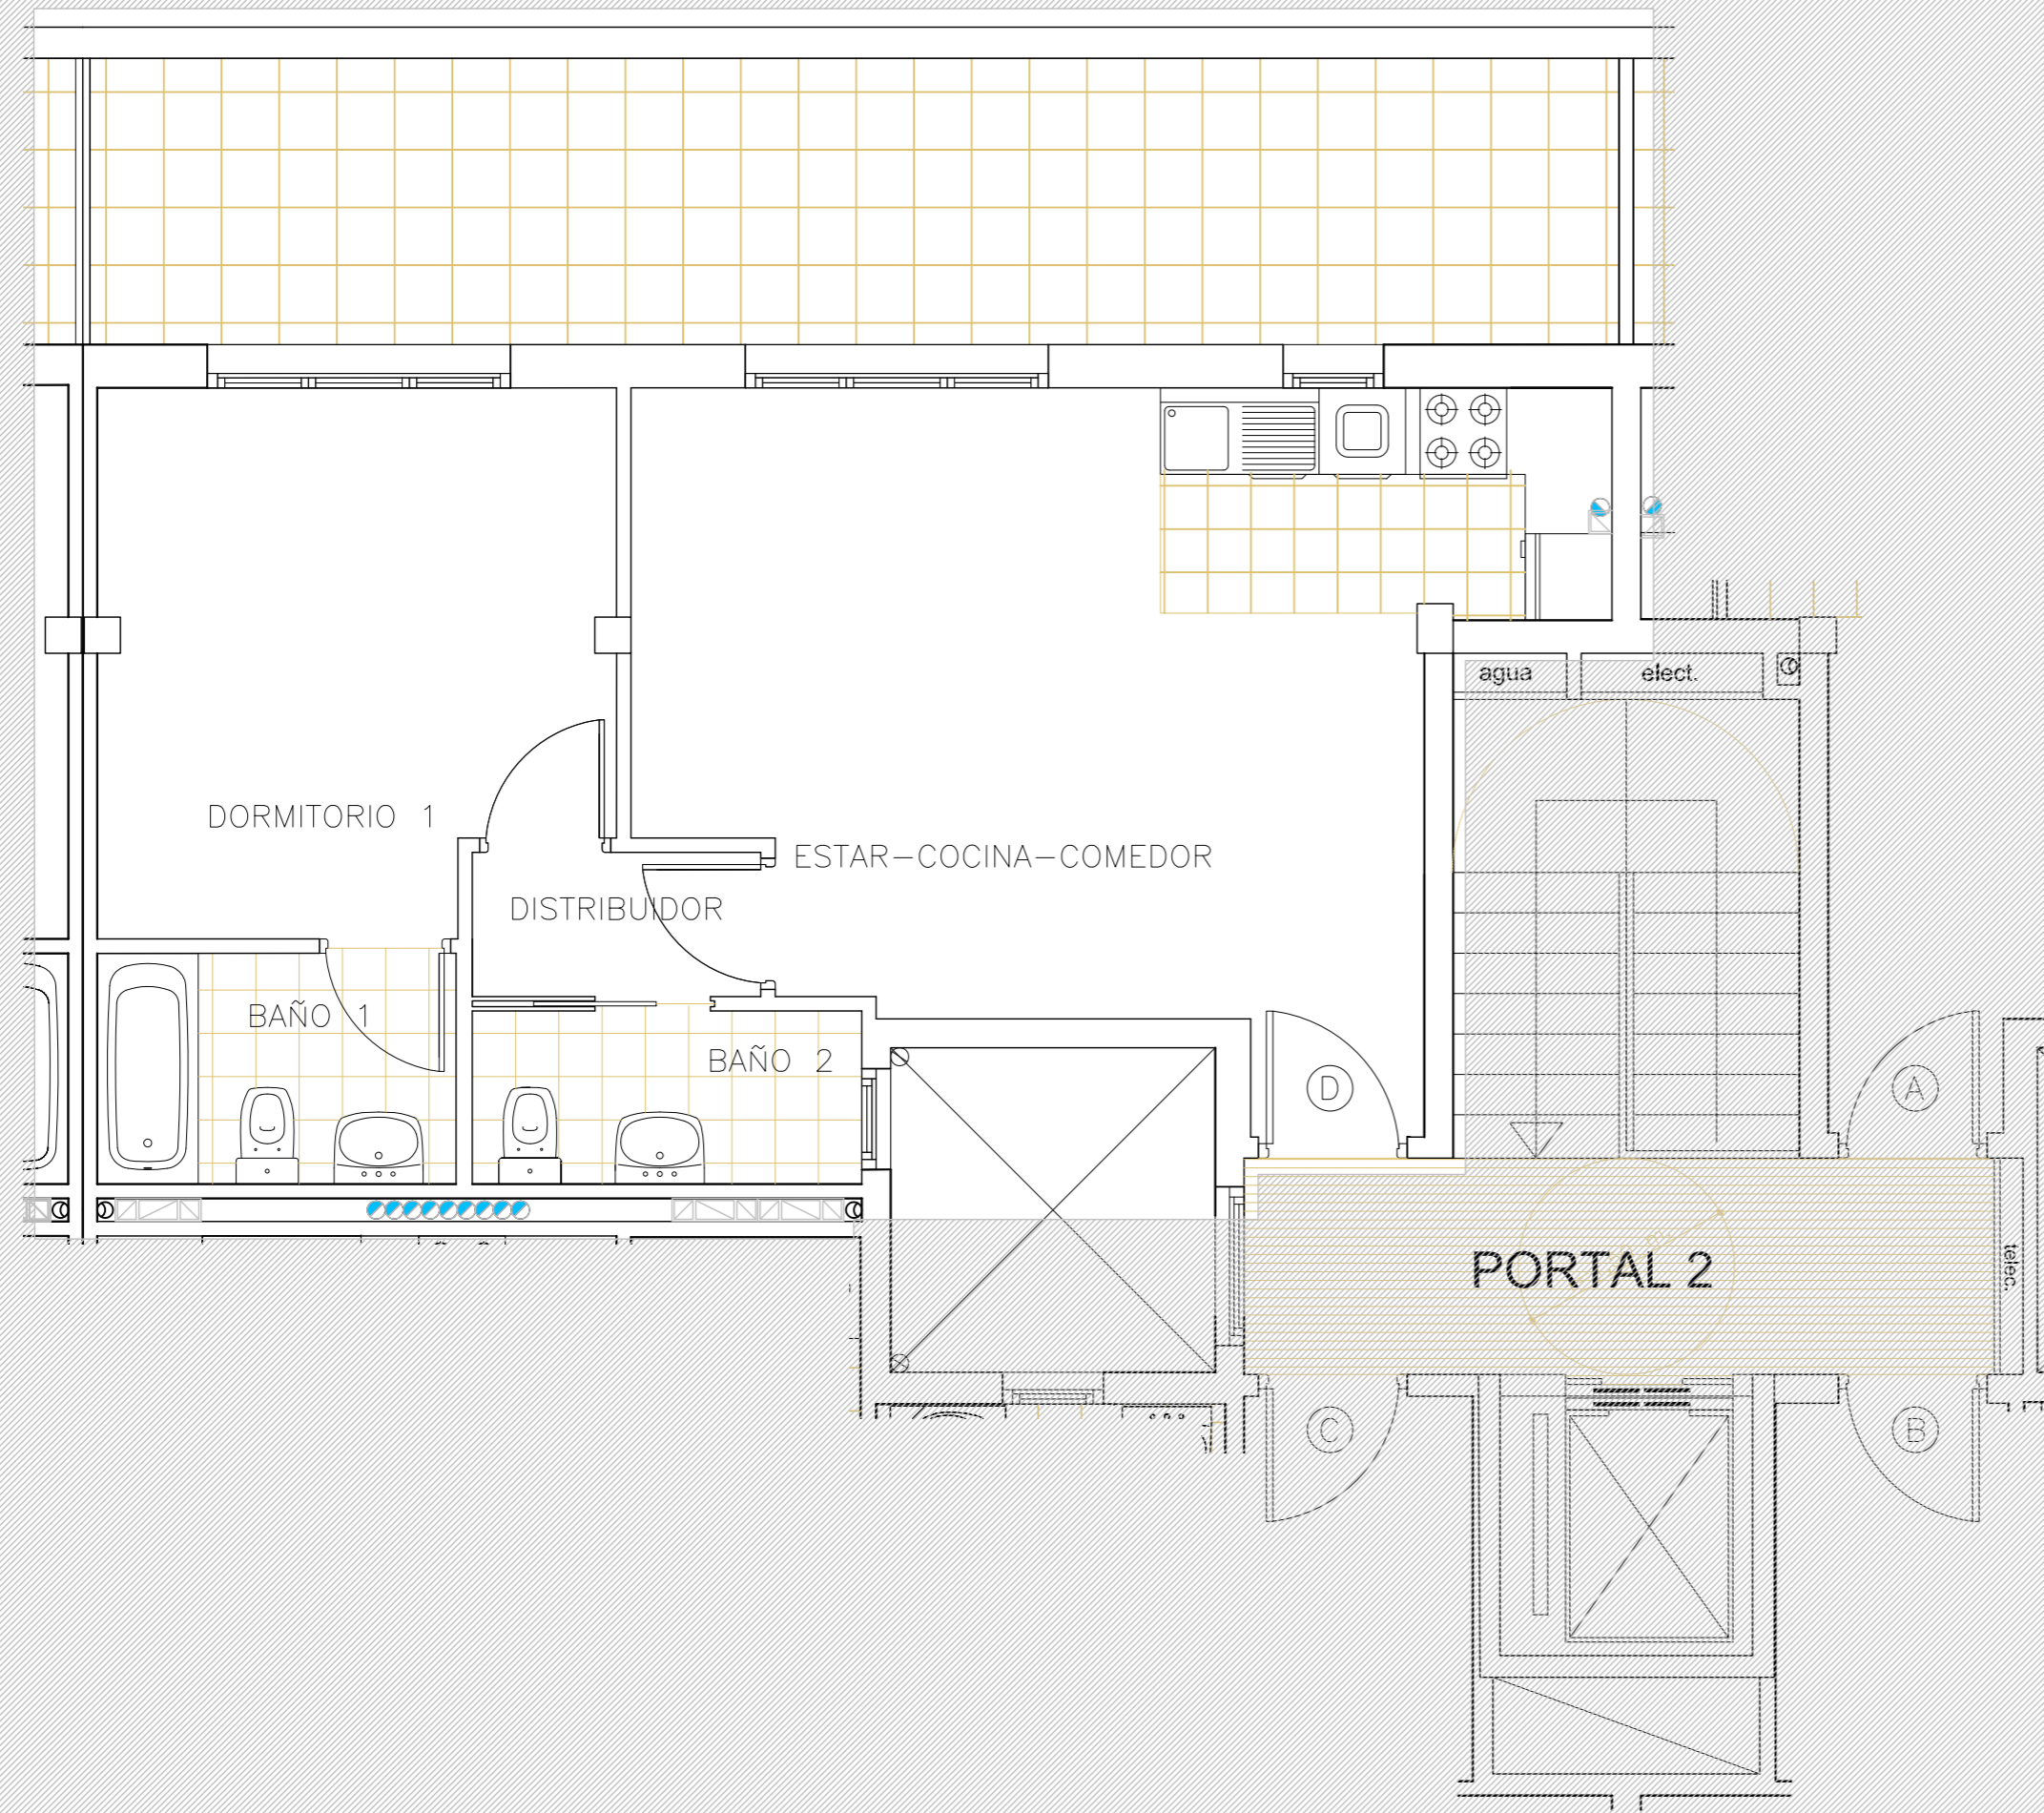 agua
elect.
DORMITORIO 1
ESTAR-COCINA-COMEDOR
DISTRIBUIDOR
BAÑO 1
BAÑO 2
D
A
PORTAL 2
telec.
C
B